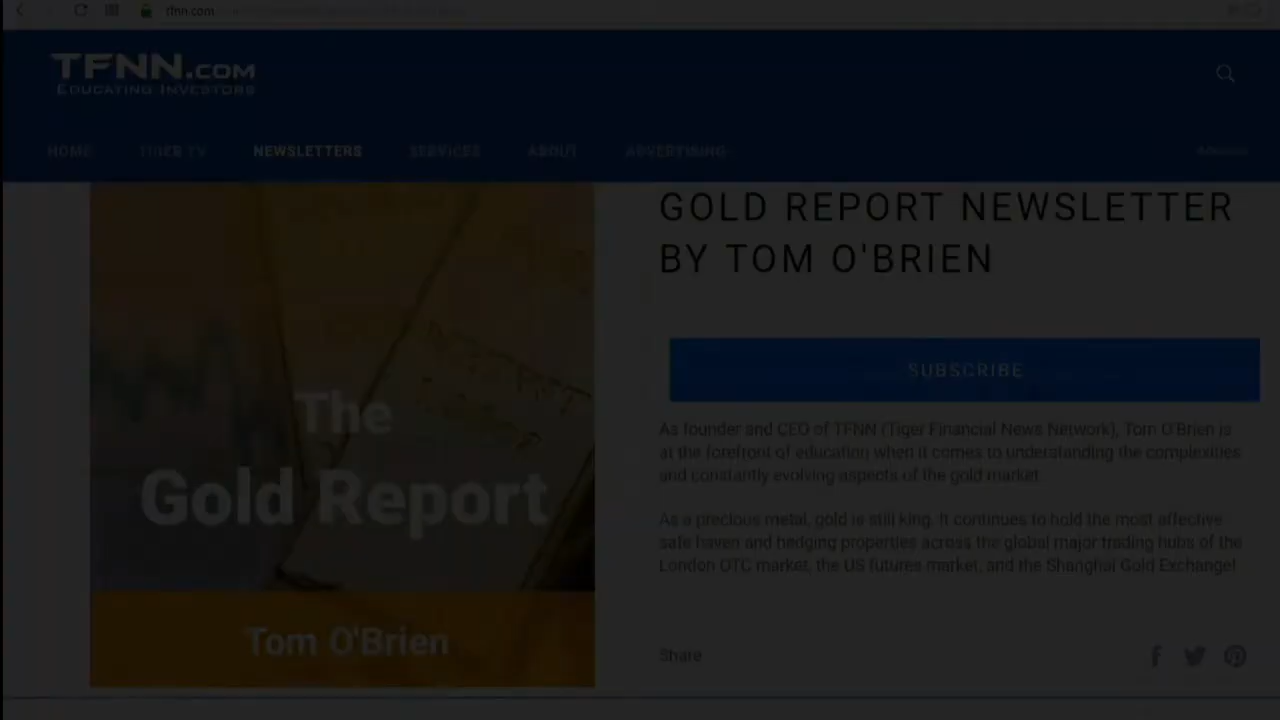 tfnn.com
TFNN.COM
EDUCATING INVESTORS
HOME TIGER TV NEWSLETTERS SERVICES ABOUT ADVERTISING
GOLD REPORT NEWSLETTER
BY TOM O'BRIEN
SUBSCRIBE
The
Gold Report
Tom O'Brien
As founder and CEO of TFNN (Tiger Financial News Network), Tom O'Brien is
at the forefront of education when it comes to understanding the complexities
and constantly evolving aspects of the gold market.
As a precious metal, gold is still king. It continues to hold the most affective
safe haven and hedging properties across the global major trading hubs of the
London OTC market, the US futures market, and the Shanghai Gold Exchange!
Share